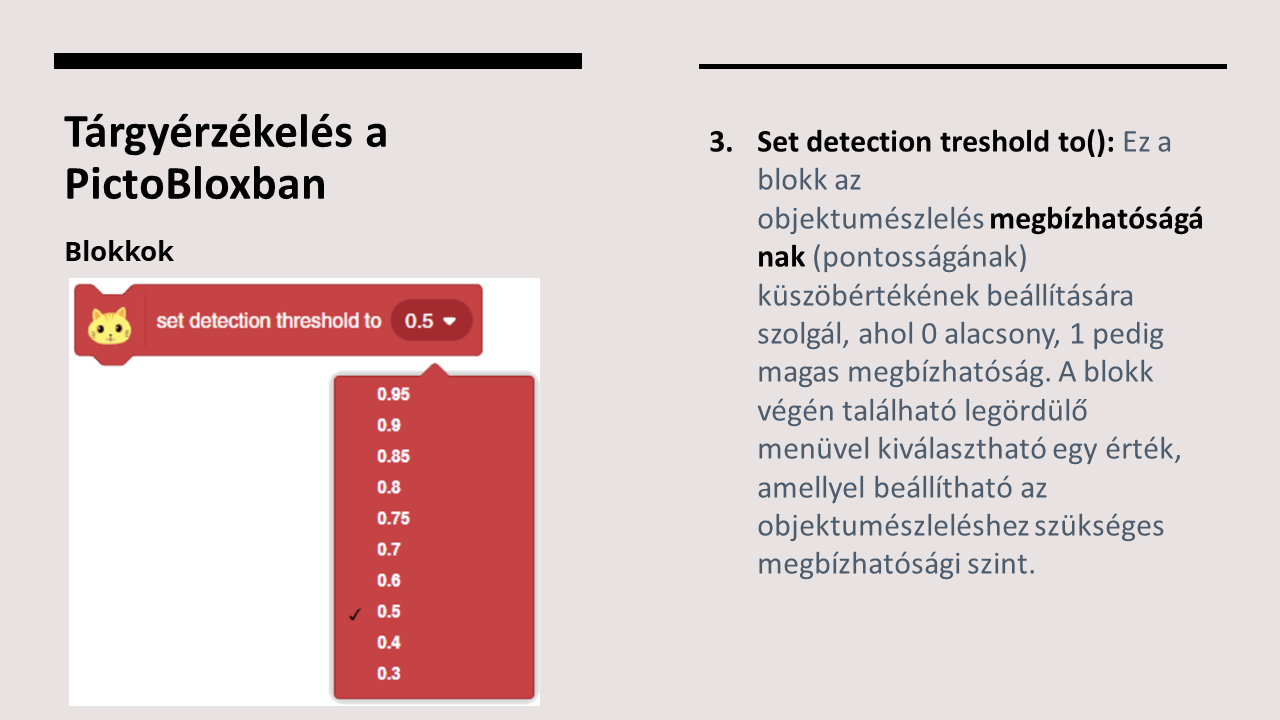 Tárgyérzékelés a
PictoBloxban
Blokkok
set detection threshold to 0.5
0.95
0.9
0.85
0.8
0.75
0.7
0.6
✓ 0.5
0.4
0.3
3. Set detection treshold to(): Ez a
blokk az
objektumészlelés megbízhatóságá
nak (pontosságának)
küszöbértékének beállítására
szolgál, ahol 0 alacsony, 1 pedig
magas megbízhatóság. A blokk
végén található legördülő
menüvel kiválasztható egy érték,
amellyel beállítható az
objektumészleléshez szükséges
megbízhatósági szint.